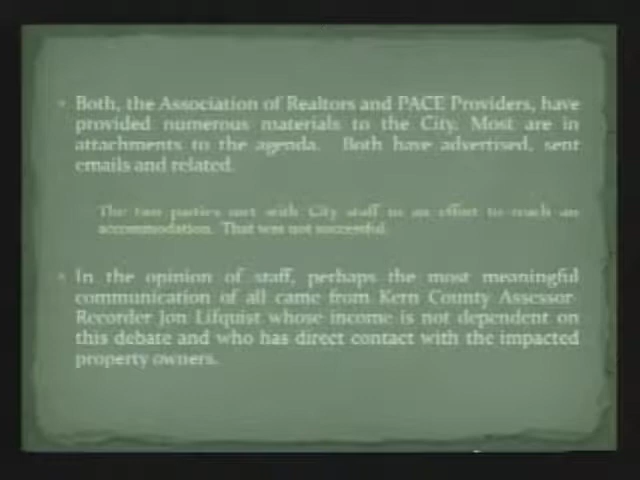 Both, the Association of Realtors and PACE Providers, have
provided numerous materials to the City. Most are in
attachments to the agenda. Both have advertised, sent
emails and related.
The two parties met with City staff in an effort to reach an
accommodation. That was not successful.
In the opinion of staff, perhaps the most meaningful
communication of all came from Kern County Assessor-
Recorder Jon Lifquist whose income is not dependent on
this debate and who has direct contact with the impacted
property owners.